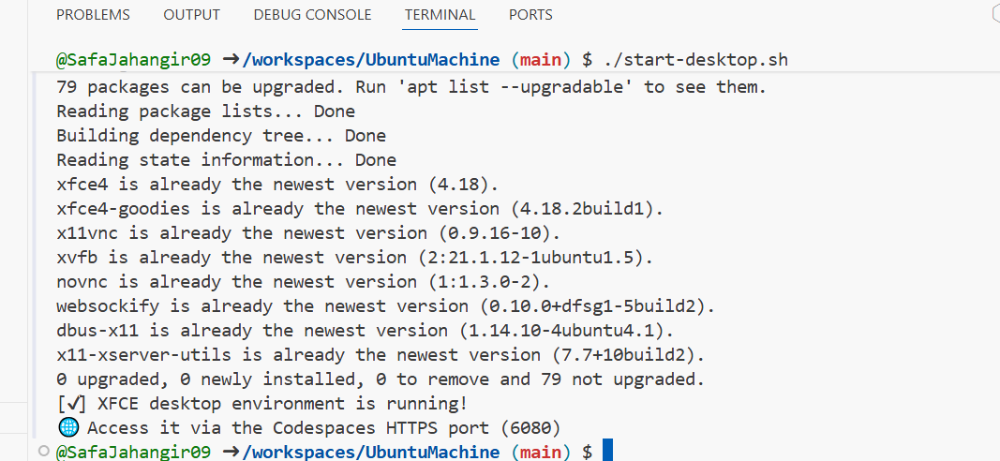 PROBLEMS OUTPUT DEBUG CONSOLE TERMINAL PORTS
@SafaJahangir09 ➜ /workspaces/UbuntuMachine (main) $ ./start-desktop.sh
79 packages can be upgraded. Run 'apt list --upgradable' to see them.
Reading package lists... Done
Building dependency tree... Done
Reading state information... Done
xfce4 is already the newest version (4.18).
xfce4-goodies is already the newest version (4.18.2build1).
x11vnc is already the newest version (0.9.16-10).
xvfb is already the newest version (2:21.1.12-1ubuntu1.5).
novnc is already the newest version (1:1.3.0-2).
websockify is already the newest version (0.10.0+dfsg1-5build2).
dbus-x11 is already the newest version (1.14.10-4ubuntu4.1).
x11-xserver-utils is already the newest version (7.7+10build2).
0 upgraded, 0 newly installed, 0 to remove and 79 not upgraded.
[✓] XFCE desktop environment is running!
🌐 Access it via the Codespaces HTTPS port (6080)
@SafaJahangir09 ➜ /workspaces/UbuntuMachine (main) $